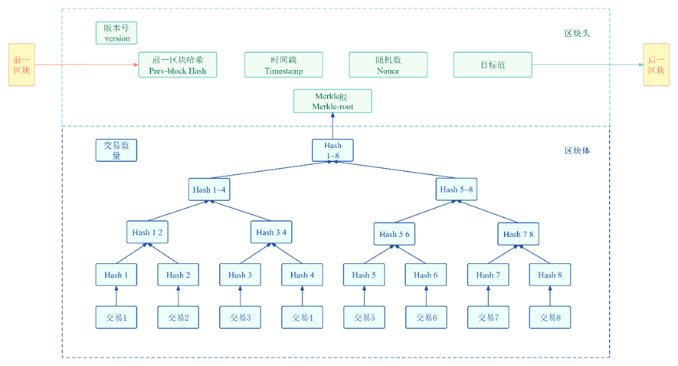 版本号
version
区块头
前一
区块
前一区块哈希
Prev-block Hash
时间戳
Timestamp
随机数
Nonce
目标值
后一
区块
Merkle根
Merkle-root
交易数
量
Hash
1~8
区块体
Hash 1~4
Hash 5~8
Hash 1 2
Hash 3 4
Hash 5 6
Hash 7 8
Hash 1
Hash 2
Hash 3
Hash 4
Hash 5
Hash 6
Hash 7
Hash 8
交易1
交易2
交易3
交易4
交易5
交易6
交易7
交易8